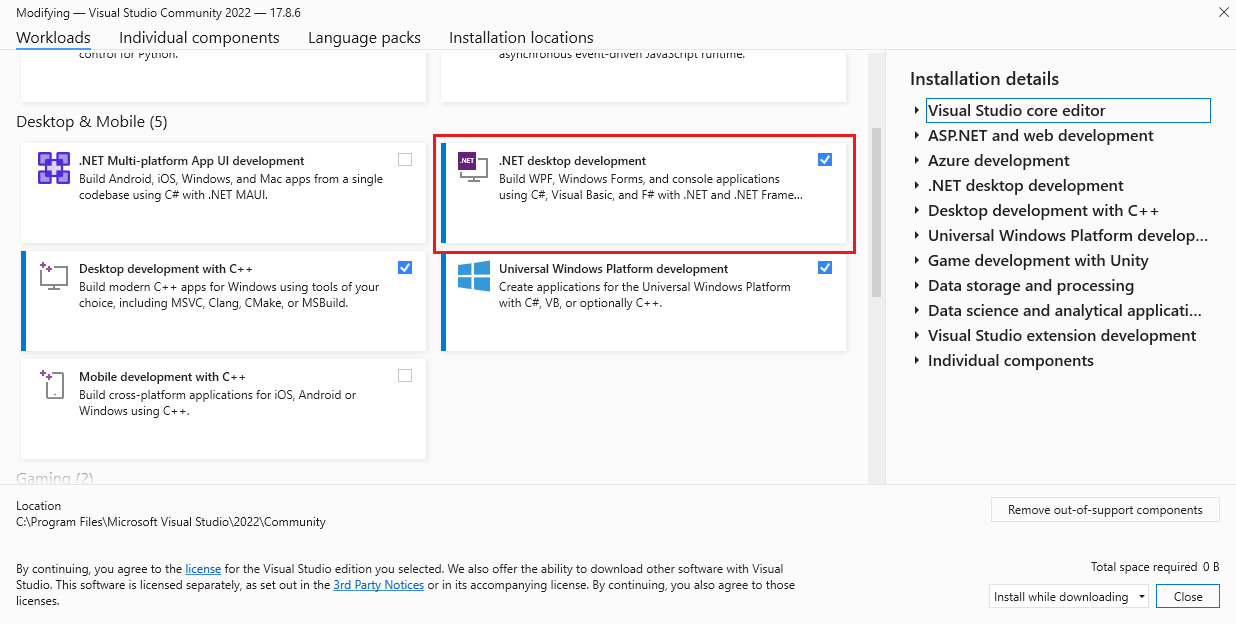 Modifying — Visual Studio Community 2022 — 17.8.6
Workloads
Individual components
Language packs
Installation locations
control for Python.
asynchronous event-driven JavaScript runtime.
Desktop & Mobile (5)
.NET Multi-platform App UI development
Build Android, iOS, Windows, and Mac apps from a single
codebase using C# with .NET MAUI.
.NET
.NET desktop development
Build WPF, Windows Forms, and console applications
using C#, Visual Basic, and F# with .NET and .NET Frame...
Desktop development with C++
Build modern C++ apps for Windows using tools of your
choice, including MSVC, Clang, CMake, or MSBuild.
Universal Windows Platform development
Create applications for the Universal Windows Platform
with C#, VB, or optionally C++.
Mobile development with C++
Build cross-platform applications for iOS, Android or
Windows using C++.
Gaming (2)
Installation details
Visual Studio core editor
ASP.NET and web development
Azure development
.NET desktop development
Desktop development with C++
Universal Windows Platform develop...
Game development with Unity
Data storage and processing
Data science and analytical applicati...
Visual Studio extension development
Individual components
Location
C:\Program Files\Microsoft Visual Studio\2022\Community
Remove out-of-support components
By continuing, you agree to the license for the Visual Studio edition you selected. We also offer the ability to download other software with Visual
Studio. This software is licensed separately, as set out in the 3rd Party Notices or in its accompanying license. By continuing, you also agree to those
licenses.
Total space required 0 B
Install while downloading
Close